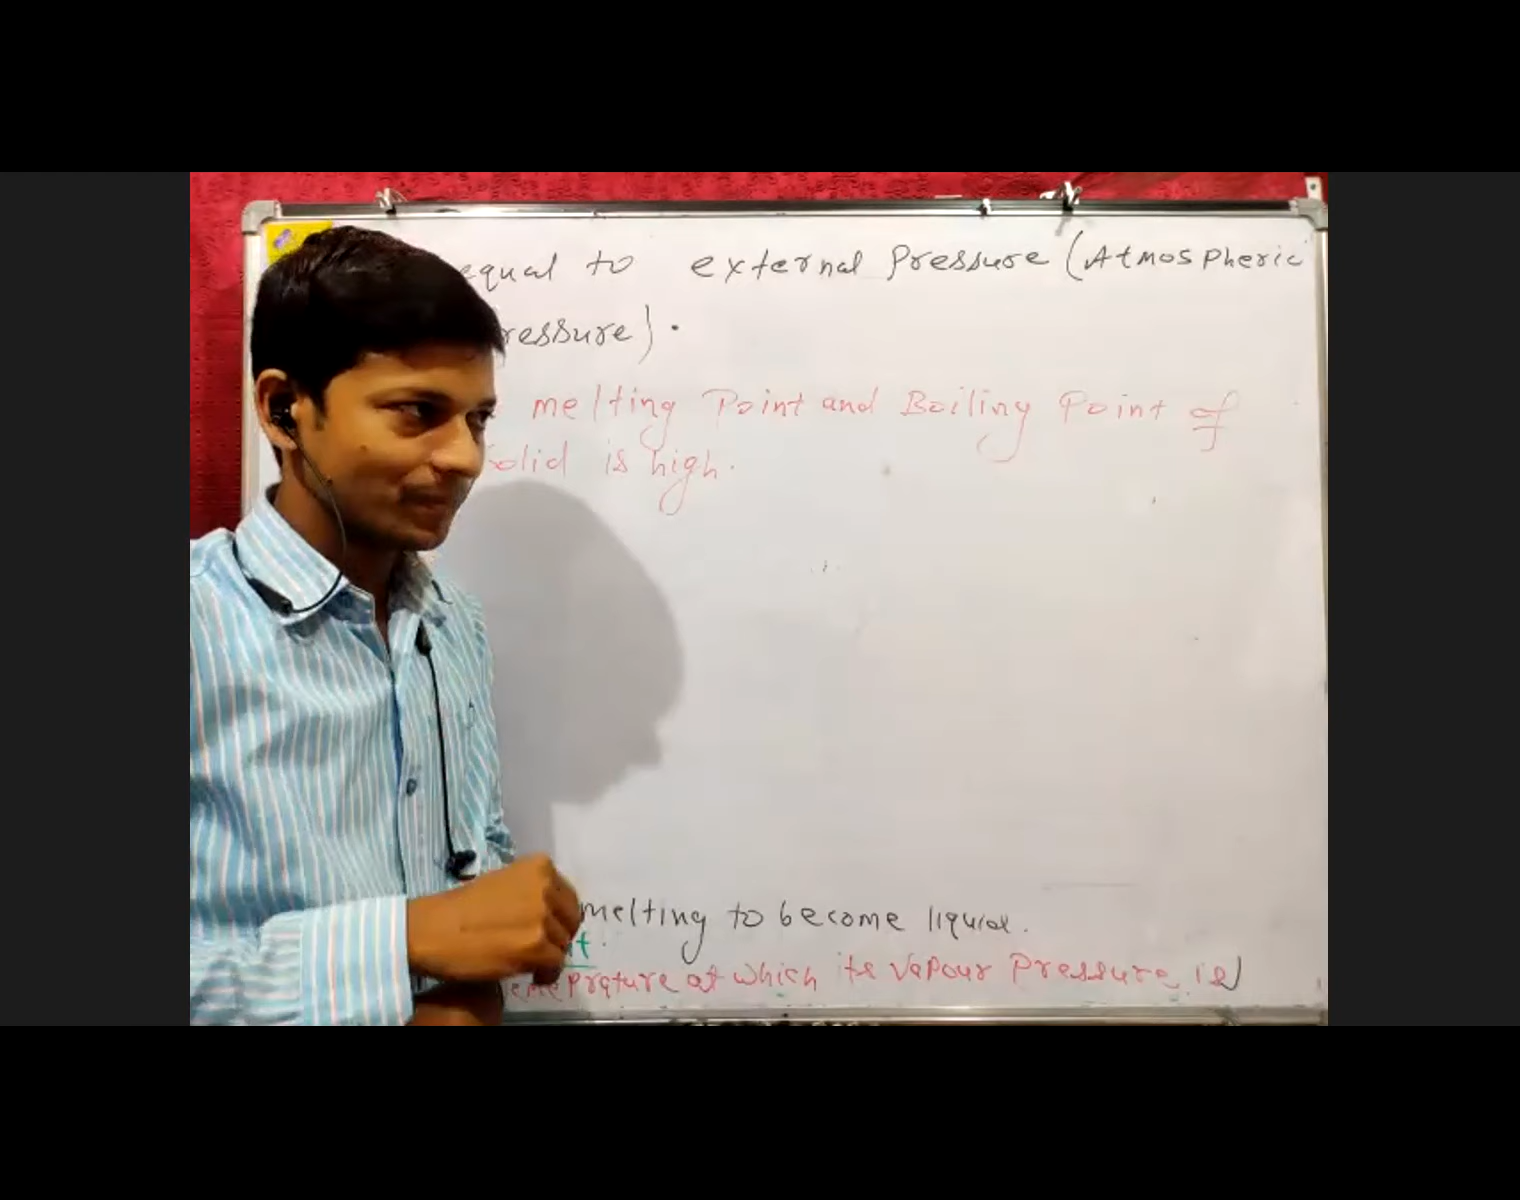 equal to external Pressure (Atmospheric
ressure).
melting Point and Boiling Point of
Solid is high.
melting to become liquid.
t.
emeprature at which its Vapour Pressure is